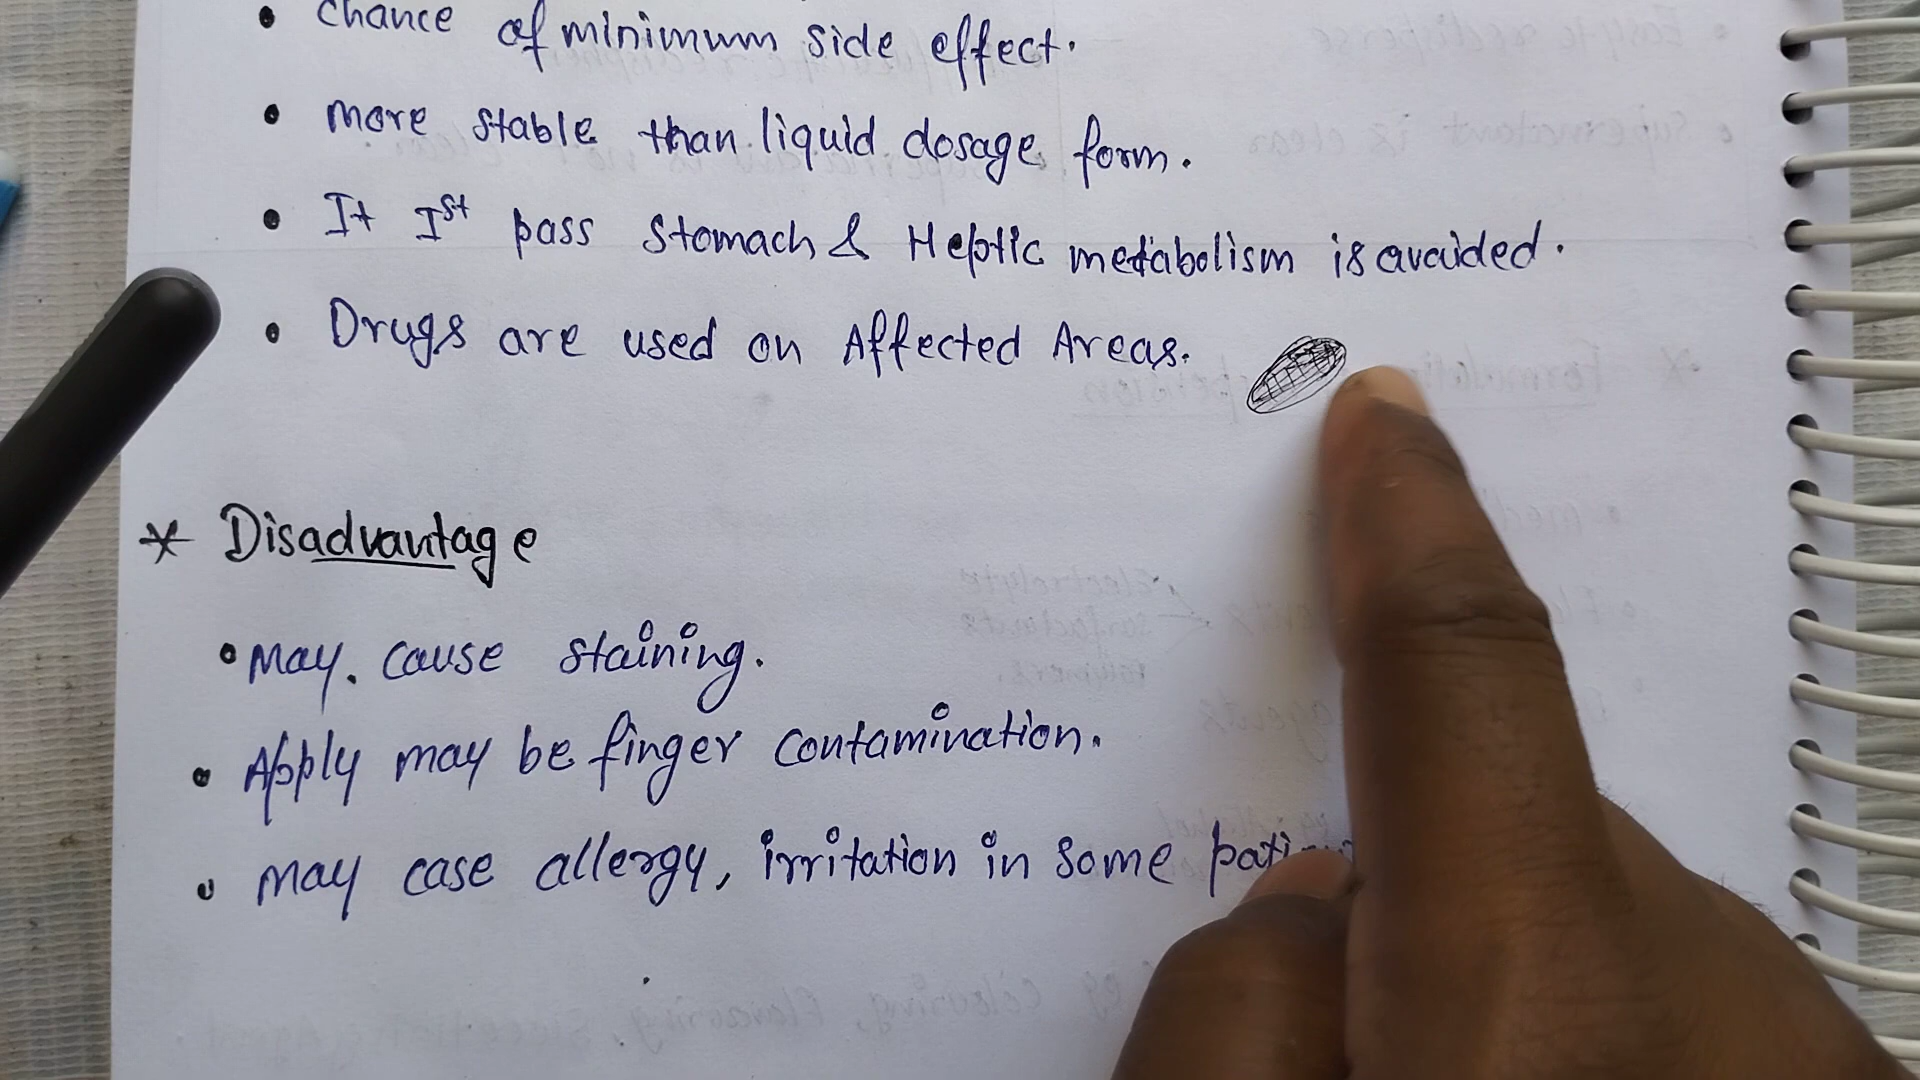 • Chance of minimum side effect.
• More stable than liquid dosage form.
• It Ist pass Stomach & Heptic metabolism is avoided.
• Drugs are used on Affected Areas.
* Disadvantage
• May. cause staining.
• Apply may be finger contamination.
• May case allergy, irritation in some